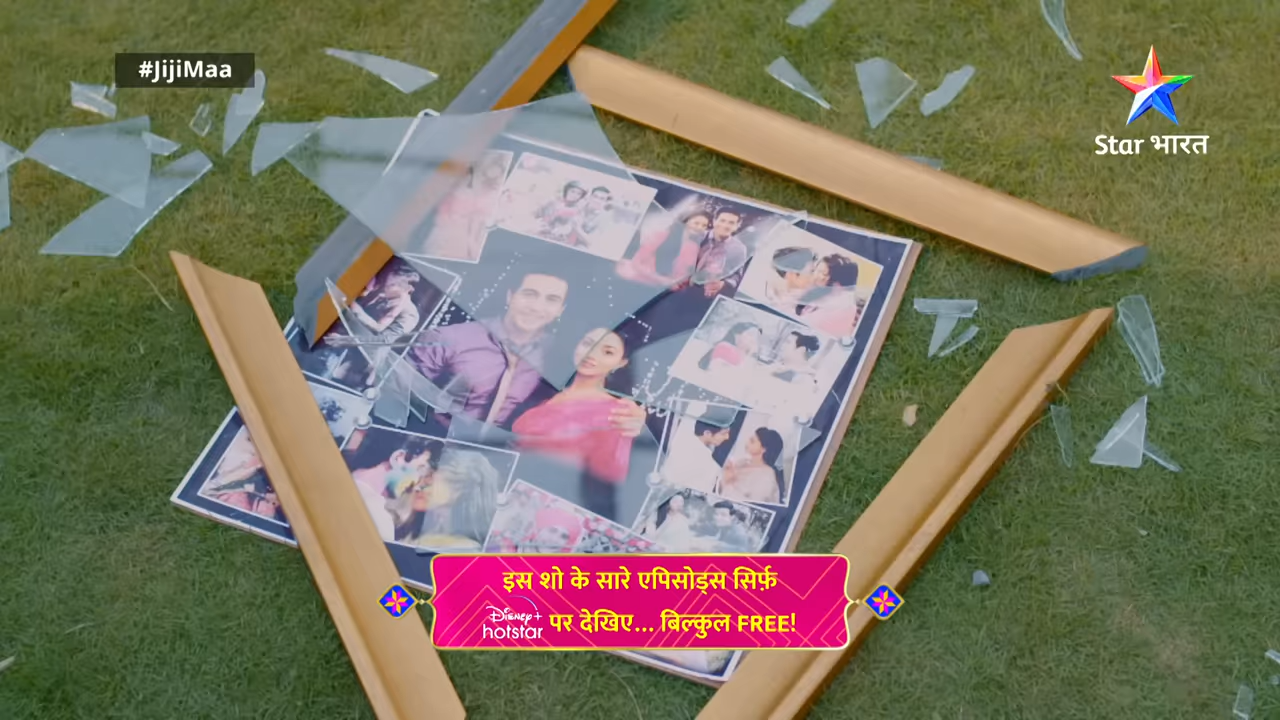 #JijiMaa
Star भारत
इस शो के सारे एपिसोड्स सिर्फ़
Disney+ hotstar पर देखिए... बिल्कुल FREE!